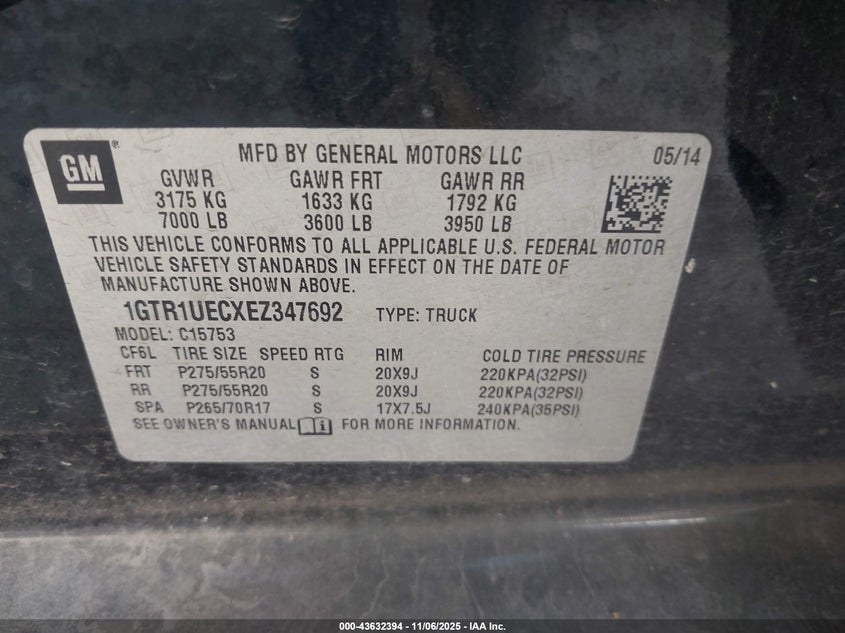 GM
MFD BY GENERAL MOTORS LLC 05/14
GVWR GAWR FRT GAWR RR
3175 KG 1633 KG 1792 KG
7000 LB 3600 LB 3950 LB
THIS VEHICLE CONFORMS TO ALL APPLICABLE U.S. FEDERAL MOTOR
VEHICLE SAFETY STANDARDS IN EFFECT ON THE DATE OF
MANUFACTURE SHOWN ABOVE.
1GTR1UECXEZ347692 TYPE: TRUCK
MODEL: C15753
CF6L TIRE SIZE SPEED RTG RIM COLD TIRE PRESSURE
FRT P275/55R20 S 20X9J 220KPA(32PSI)
RR P275/55R20 S 20X9J 220KPA(32PSI)
SPA P265/70R17 S 17X7.5J 240KPA(35PSI)
SEE OWNER'S MANUAL i FOR MORE INFORMATION.
000-43632394 - 11/06/2025 - IAA Inc.